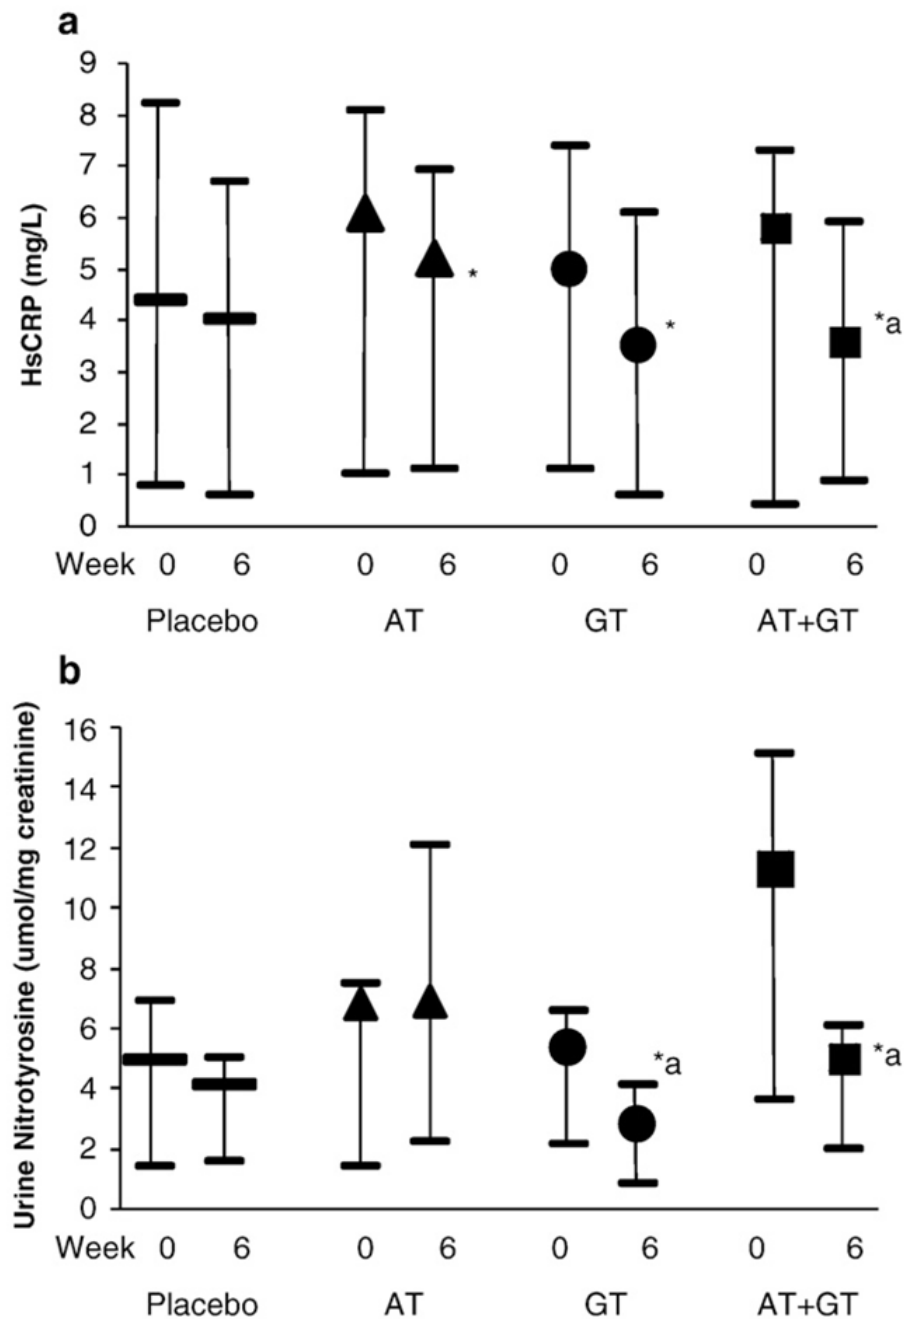 a
HsCRP (mg/L)
9
8
7
6
5
4
3
2
1
0
*
*
*a
Week 0 6 0 6 0 6 0 6
Placebo AT GT AT+GT
b
Urine Nitrotyrosine (umol/mg creatinine)
16
14
12
10
8
6
4
2
0
*a
*a
Week 0 6 0 6 0 6 0 6
Placebo AT GT AT+GT